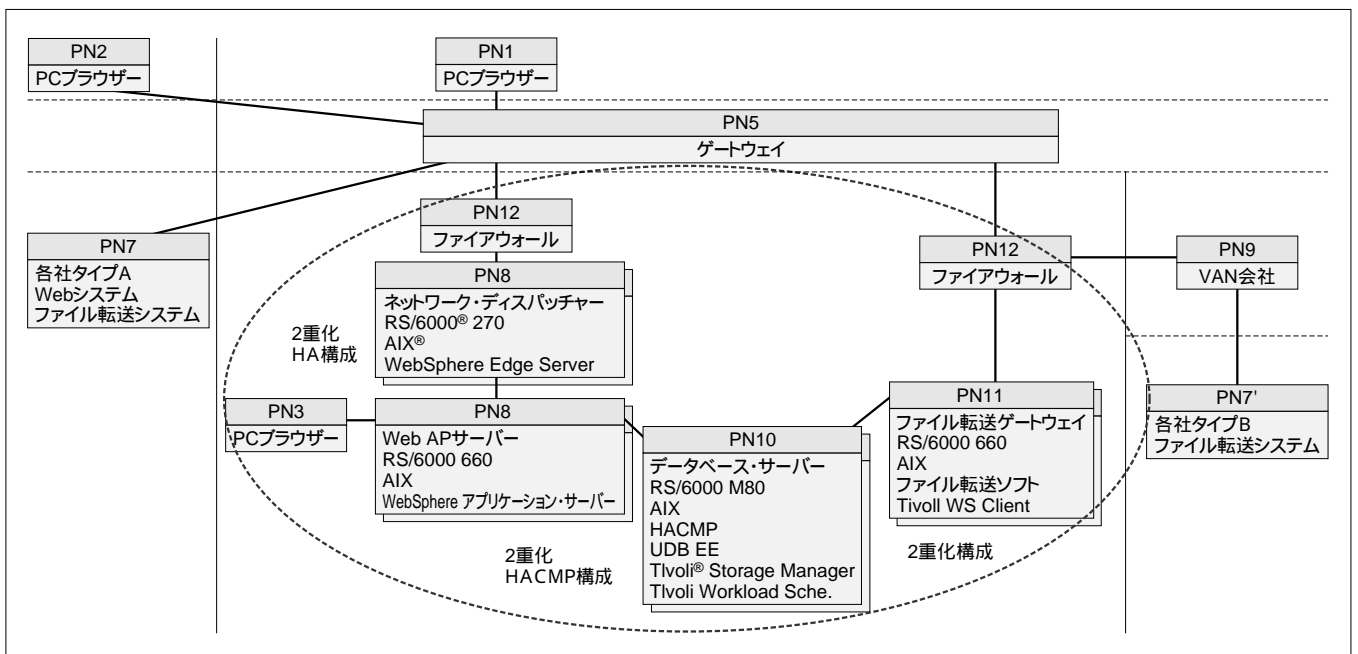 PN2
PCブラウザー
PN1
PCブラウザー
PN5
ゲートウェイ
PN12
ファイアウォール
PN7
各社タイプA
Webシステム
ファイル転送システム
PN8
ネットワーク・ディスパッチャー
RS/6000® 270
AIX®
WebSphere Edge Server
2重化
HA構成
PN12
ファイアウォール
PN9
VAN会社
PN3
PCブラウザー
PN8
Web APサーバー
RS/6000 660
AIX
WebSphere アプリケーション・サーバー
PN10
データベース・サーバー
RS/6000 M80
AIX
HACMP
UDB EE
TIvoli® Storage Manager
TIvoli Workload Sche.
2重化
HACMP構成
PN11
ファイル転送ゲートウェイ
RS/6000 660
AIX
ファイル転送ソフト
Tivoll WS Client
2重化構成
PN7'
各社タイプB
ファイル転送システム